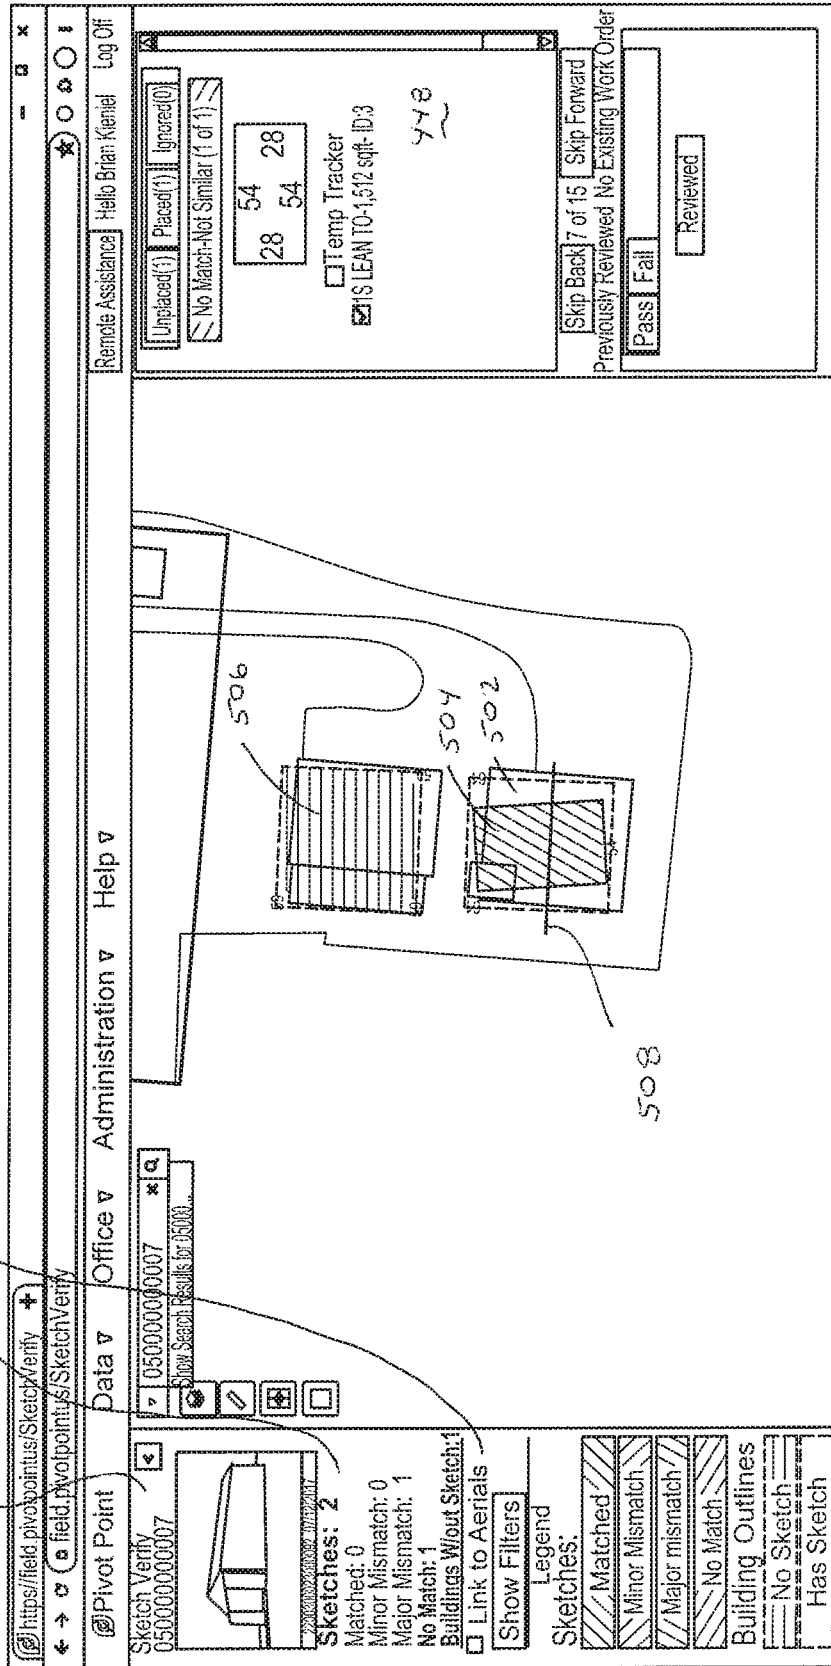 https//field.pivotpointus/SketchVerify
field.pivotpointus/SketchVerify
Pivot Point
Data
Office
Administration
Help
Remote Assistance
Hello Brian Kieniel
Log Off
Sketch Verify
05000000000007
Sketches: 2
Matched: 0
Minor Mismatch: 0
Major Mismatch: 1
No Match: 1
Buildings W/out Sketch:1
Link to Aerials
Show Filters
Legend
Sketches:
Matched
Minor Mismatch
Major mismatch
No Match
Building Outlines
No Sketch
Has Sketch
05000000000007
Show Search Results for 05000...
506
504
502
508
Unplaced(1) Placed(1) Ignored(0)
No Match-Not Similar (1 of 1)
54
28 28
54
Temp Tracker
1S LEAN TO-1,512 sqft- ID:3
448
Skip Back 7 of 15 Skip Forward
Previously Reviewed No Existing Work Order
Pass Fail
Reviewed